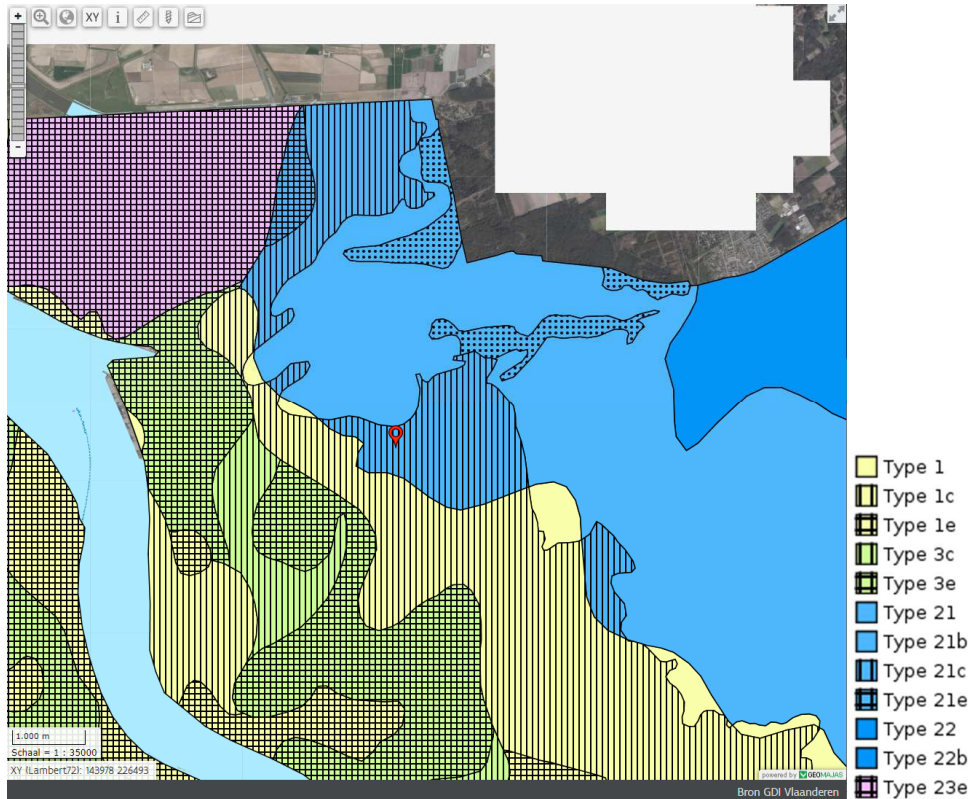 +
XY
i
-
Type 1
Type 1c
Type 1e
Type 3c
Type 3e
Type 21
Type 21b
Type 21c
Type 21e
Type 22
Type 22b
Type 23e
1.000 m
Schaal = 1 : 35000
XY (Lambert72): 143978 226493
powered by GEOMAJAS
Bron GDI Vlaanderen